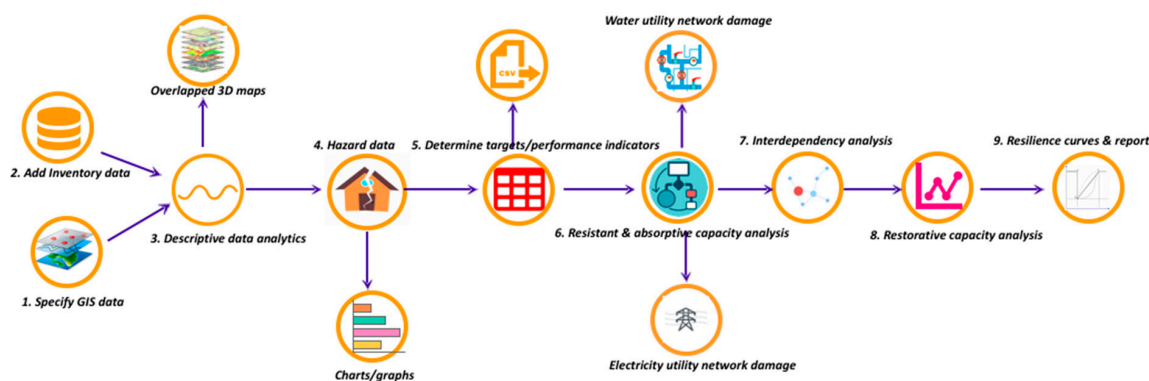 Water utility network damage
CSV
Overlapped 3D maps
4. Hazard data
5. Determine targets/performance indicators
7. Interdependency analysis
9. Resilience curves & report
2. Add Inventory data
3. Descriptive data analytics
6. Resistant & absorptive capacity analysis
8. Restorative capacity analysis
1. Specify GIS data
Charts/graphs
Electricity utility network damage